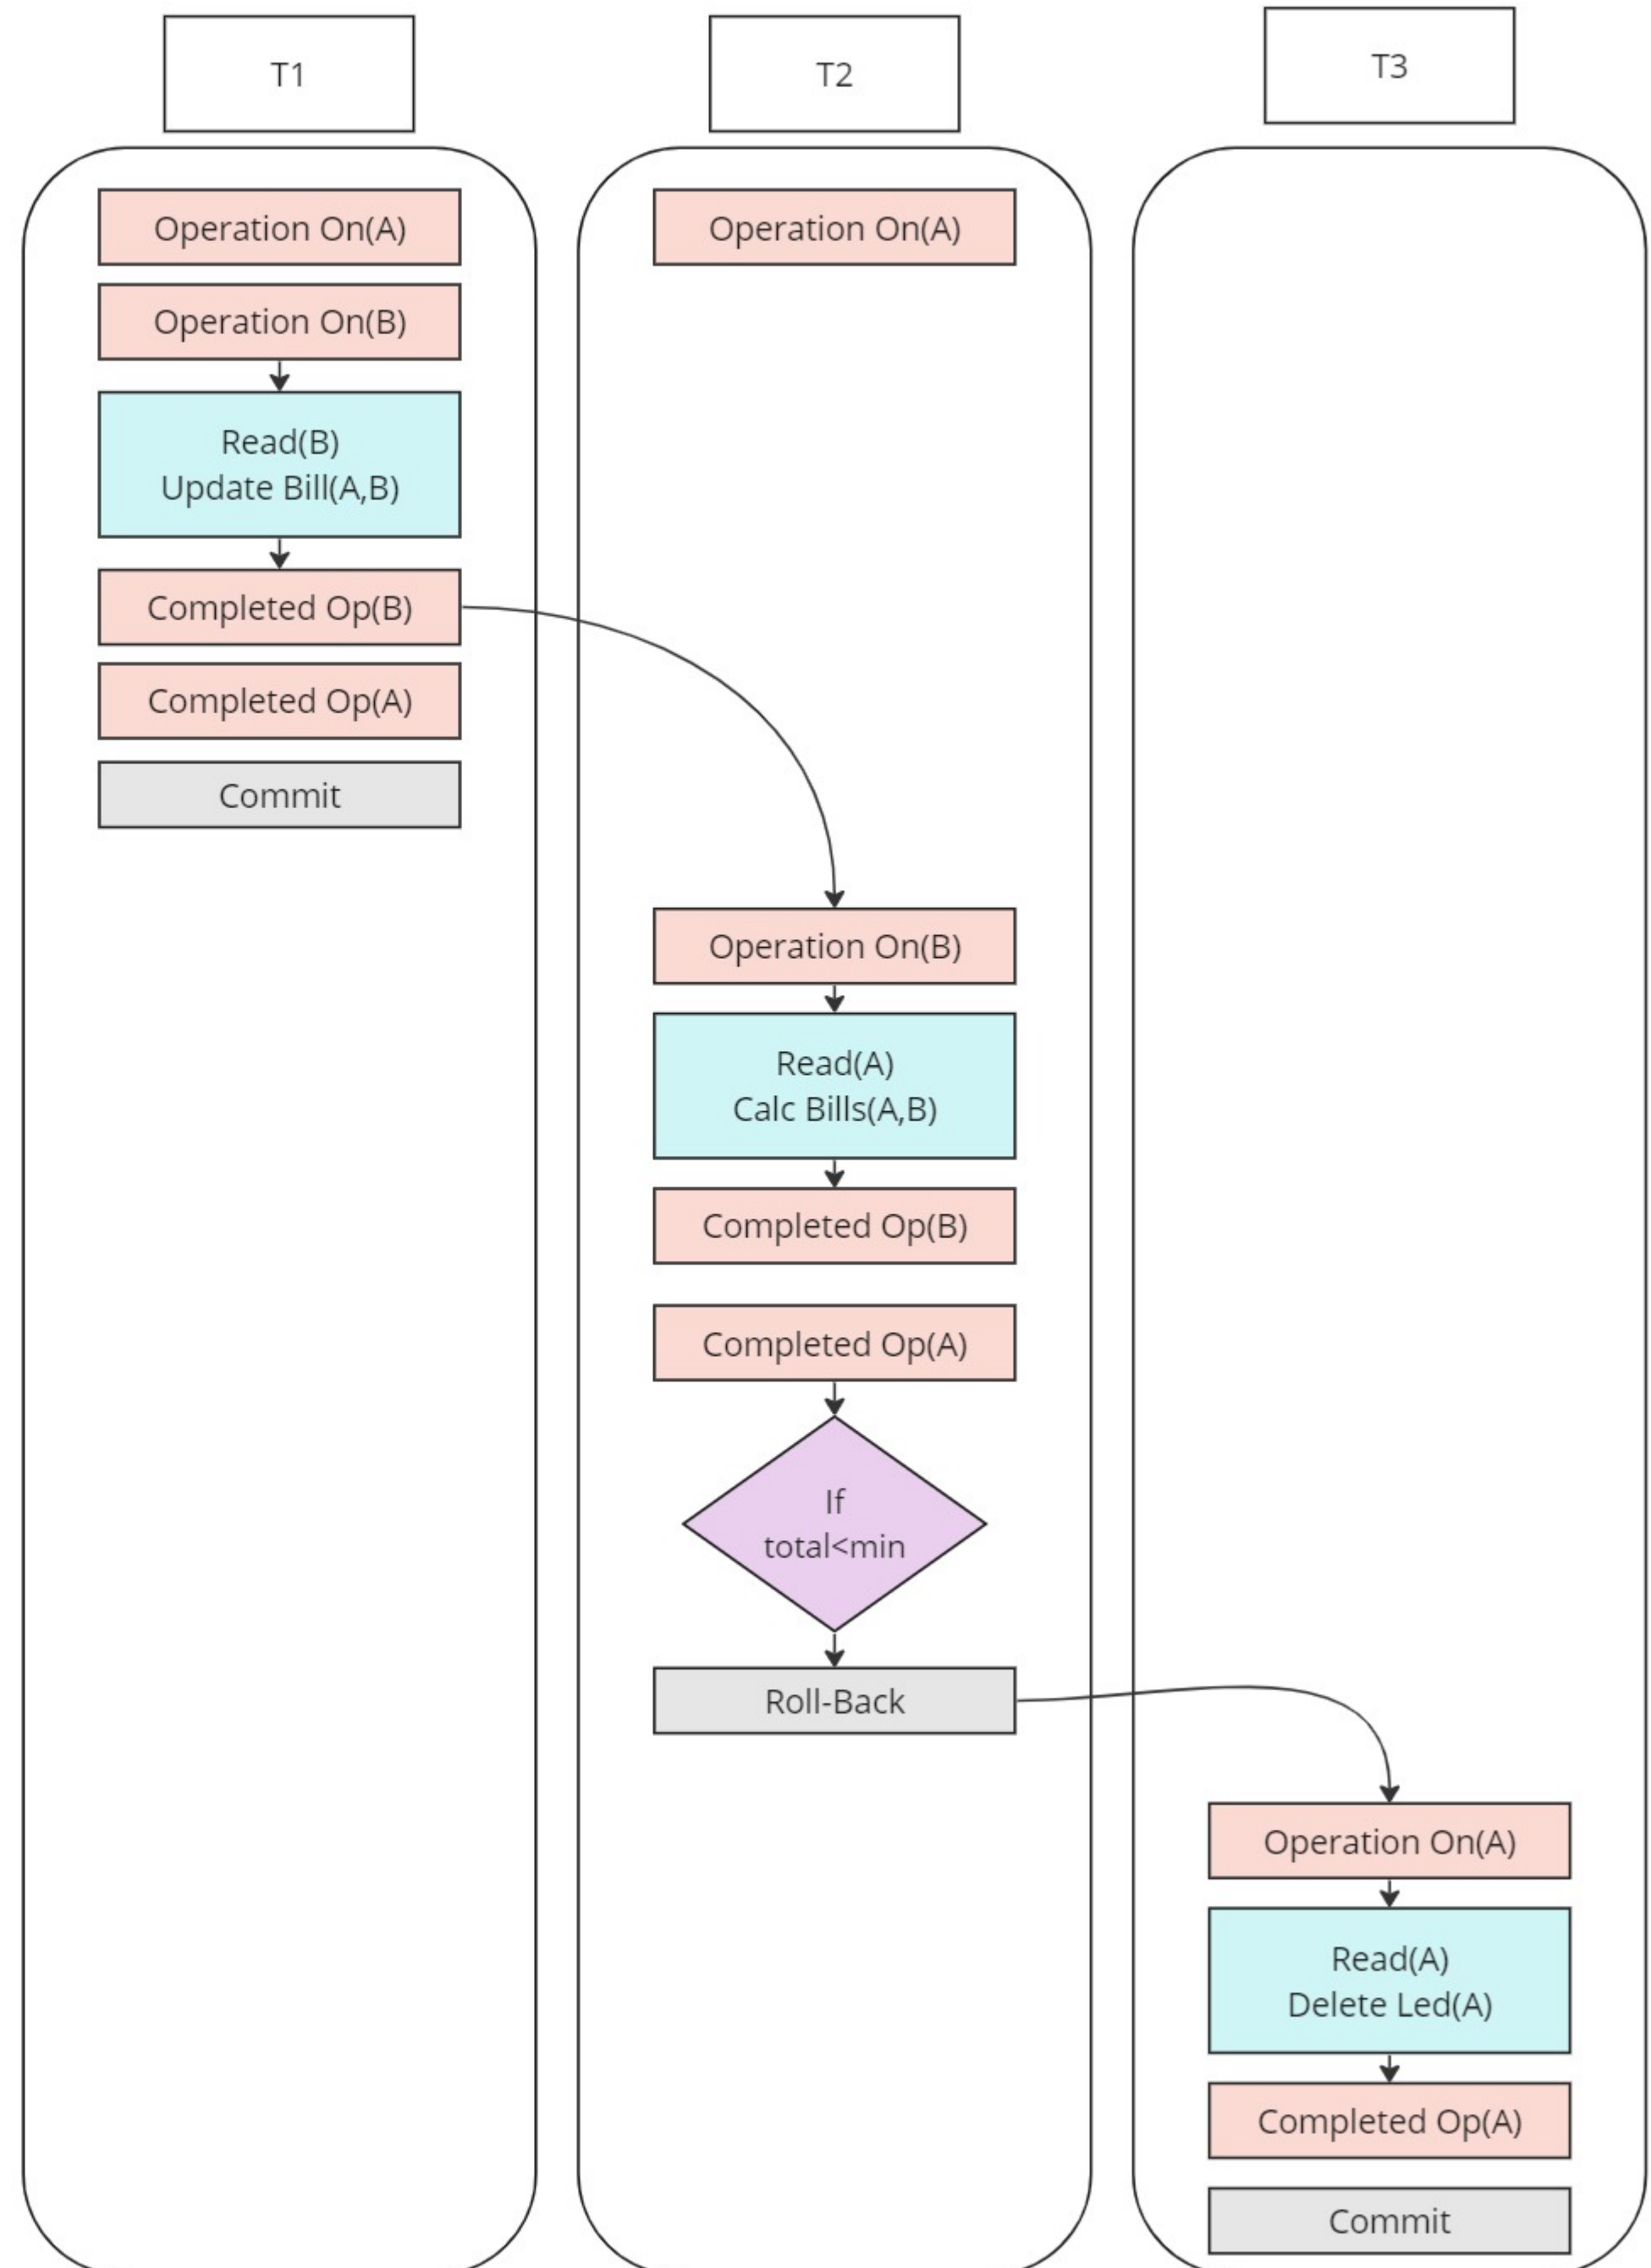 T1
T2
T3
Operation On(A)
Operation On(B)
Read(B)
Update Bill(A,B)
Completed Op(B)
Completed Op(A)
Commit
Operation On(A)
Operation On(B)
Read(A)
Calc Bills(A,B)
Completed Op(B)
Completed Op(A)
If
total<min
Roll-Back
Operation On(A)
Read(A)
Delete Led(A)
Completed Op(A)
Commit